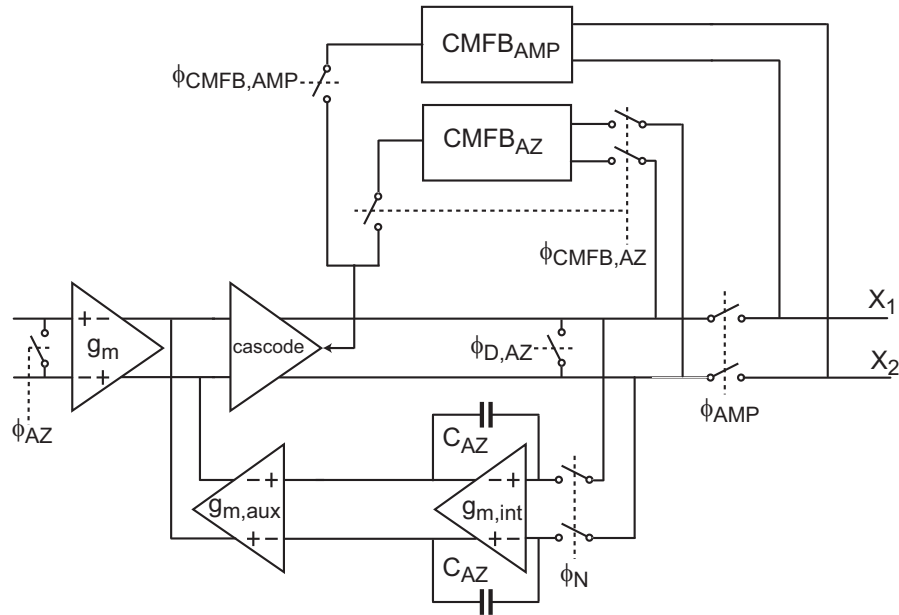 CMFB_AMP
ϕ_CMFB,AMP
CMFB_AZ
ϕ_CMFB,AZ
X_1
+ −
g_m
− +
cascode
ϕ_D,AZ
X_2
ϕ_AZ
ϕ_AMP
C_AZ
− +
g_m,aux
+ −
− +
g_m,int
+ −
C_AZ
ϕ_N